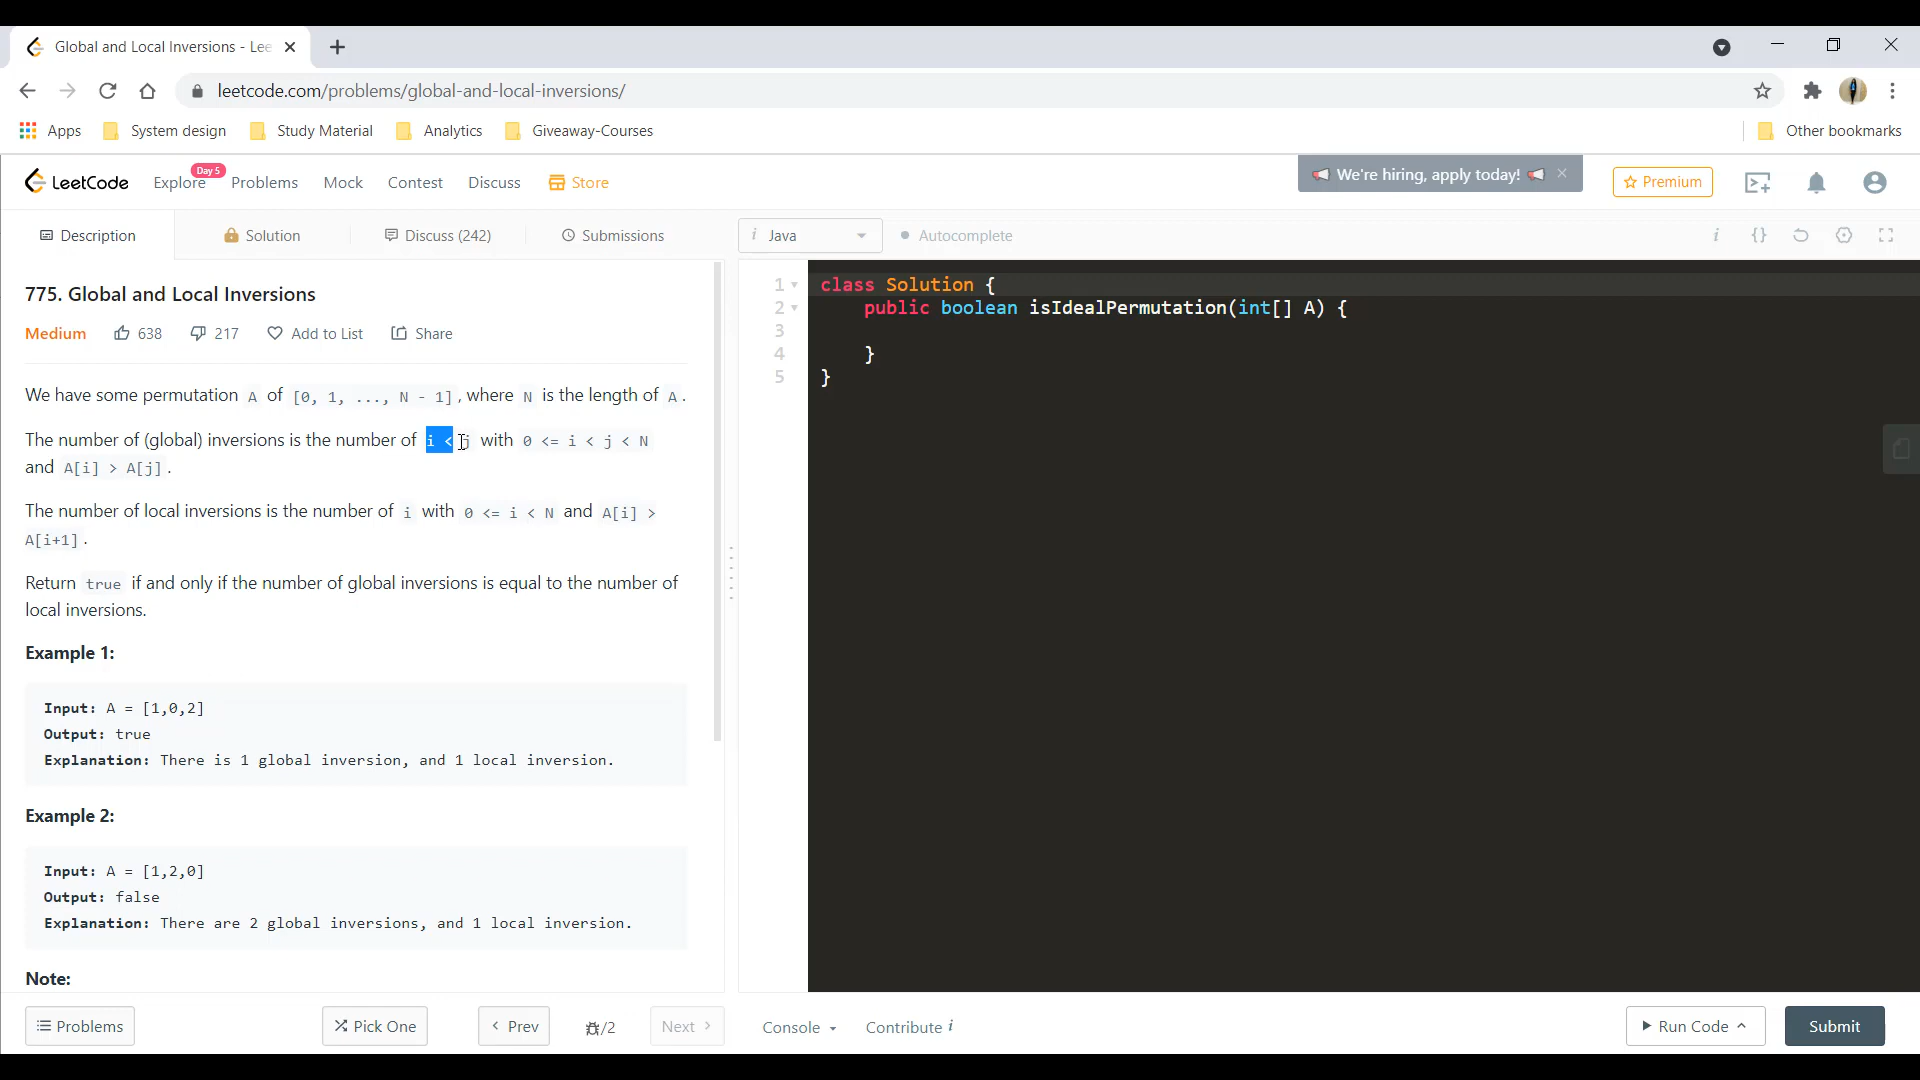 Global and Local Inversions - Lee
leetcode.com/problems/global-and-local-inversions/
Apps System design Study Material Analytics Giveaway-Courses Other bookmarks
LeetCode Explore Day 5 Problems Mock Contest Discuss Store We're hiring, apply today! Premium
Description Solution Discuss (242) Submissions
i Java Autocomplete i {}
775. Global and Local Inversions
Medium 638 217 Add to List Share
We have some permutation A of [0, 1, ..., N - 1], where N is the length of A.
The number of (global) inversions is the number of i < j with 0 <= i < j < N
and A[i] > A[j].
The number of local inversions is the number of i with 0 <= i < N and A[i] >
A[i+1].
Return true if and only if the number of global inversions is equal to the number of
local inversions.
Example 1:
Input: A = [1,0,2]
Output: true
Explanation: There is 1 global inversion, and 1 local inversion.
Example 2:
Input: A = [1,2,0]
Output: false
Explanation: There are 2 global inversions, and 1 local inversion.
Note:
1 class Solution {
2 public boolean isIdealPermutation(int[] A) {
3
4 }
5 }
Problems Pick One Prev /2 Next Console Contribute i Run Code Submit